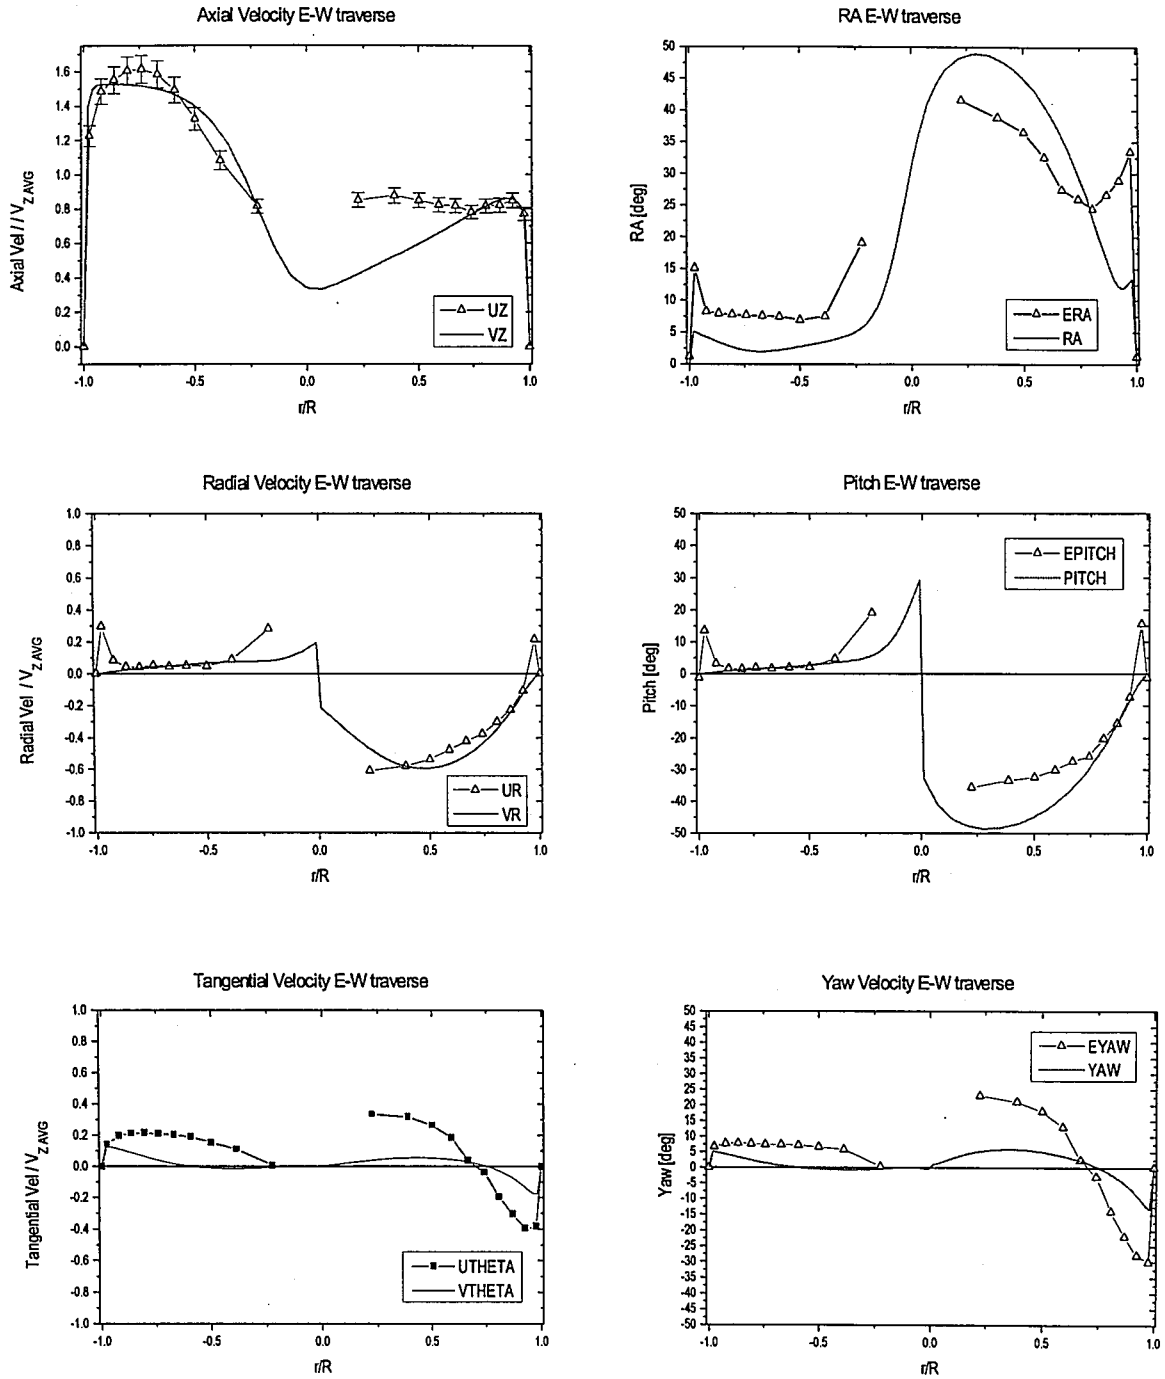 Axial Velocity E-W traverse
Axial Vel // V Z AVG
1.6
1.4
1.2
1.0
0.8
0.6
0.4
0.2
0.0
UZ
VZ
-1.0 -0.5 0.0 0.5 1.0
r/R
RA E-W traverse
RA [deg]
50
45
40
35
30
25
20
15
10
5
0
ERA
RA
-1.0 -0.5 0.0 0.5 1.0
r/R
Radial Velocity E-W traverse
Radial Vel / V Z AVG
1.0
0.8
0.6
0.4
0.2
0.0
-0.2
-0.4
-0.6
-0.8
-1.0
UR
VR
-1.0 -0.5 0.0 0.5 1.0
r/R
Pitch E-W traverse
Pitch [deg]
50
40
30
20
10
0
-10
-20
-30
-40
-50
EPITCH
PITCH
-1.0 -0.5 0.0 0.5 1.0
r/R
Tangential Velocity E-W traverse
Tangential Vel / V Z AVG
1.0
0.8
0.6
0.4
0.2
0.0
-0.2
-0.4
-0.6
-0.8
-1.0
UTHETA
VTHETA
-1.0 -0.5 0.0 0.5 1.0
r/R
Yaw Velocity E-W traverse
Yaw [deg]
50
45
40
35
30
25
20
15
10
5
0
-5
-10
-15
-20
-25
-30
-35
-40
-45
-50
EYAW
YAW
-1.0 -0.5 0.0 0.5 1.0
r/R